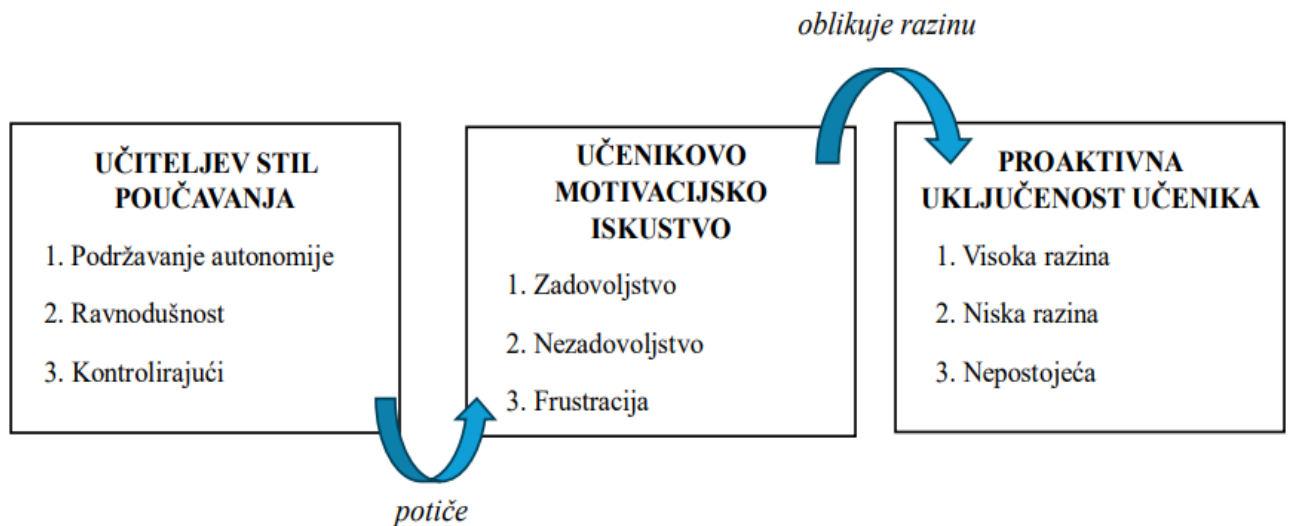 oblikuje razinu
UČITELJEV STIL
POUČAVANJA
1. Podržavanje autonomije
2. Ravnodušnost
3. Kontrolirajući
potiče
UČENIKOVO
MOTIVACIJSKO
ISKUSTVO
1. Zadovoljstvo
2. Nezadovoljstvo
3. Frustracija
PROAKTIVNA
UKLJUČENOST UČENIKA
1. Visoka razina
2. Niska razina
3. Nepostojeća